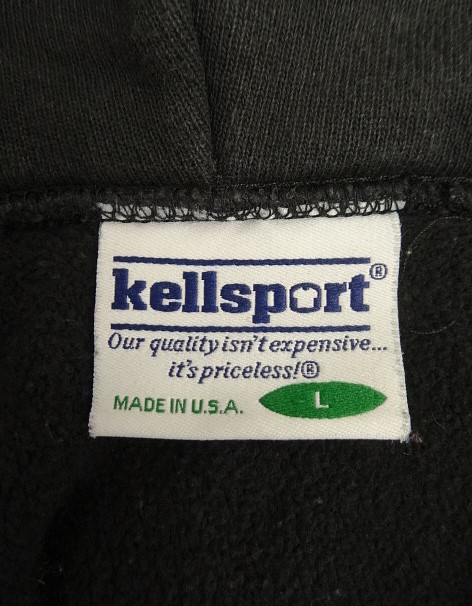 kellsport®
Our quality isn't expensive...
it's priceless!®
MADE IN U.S.A. L